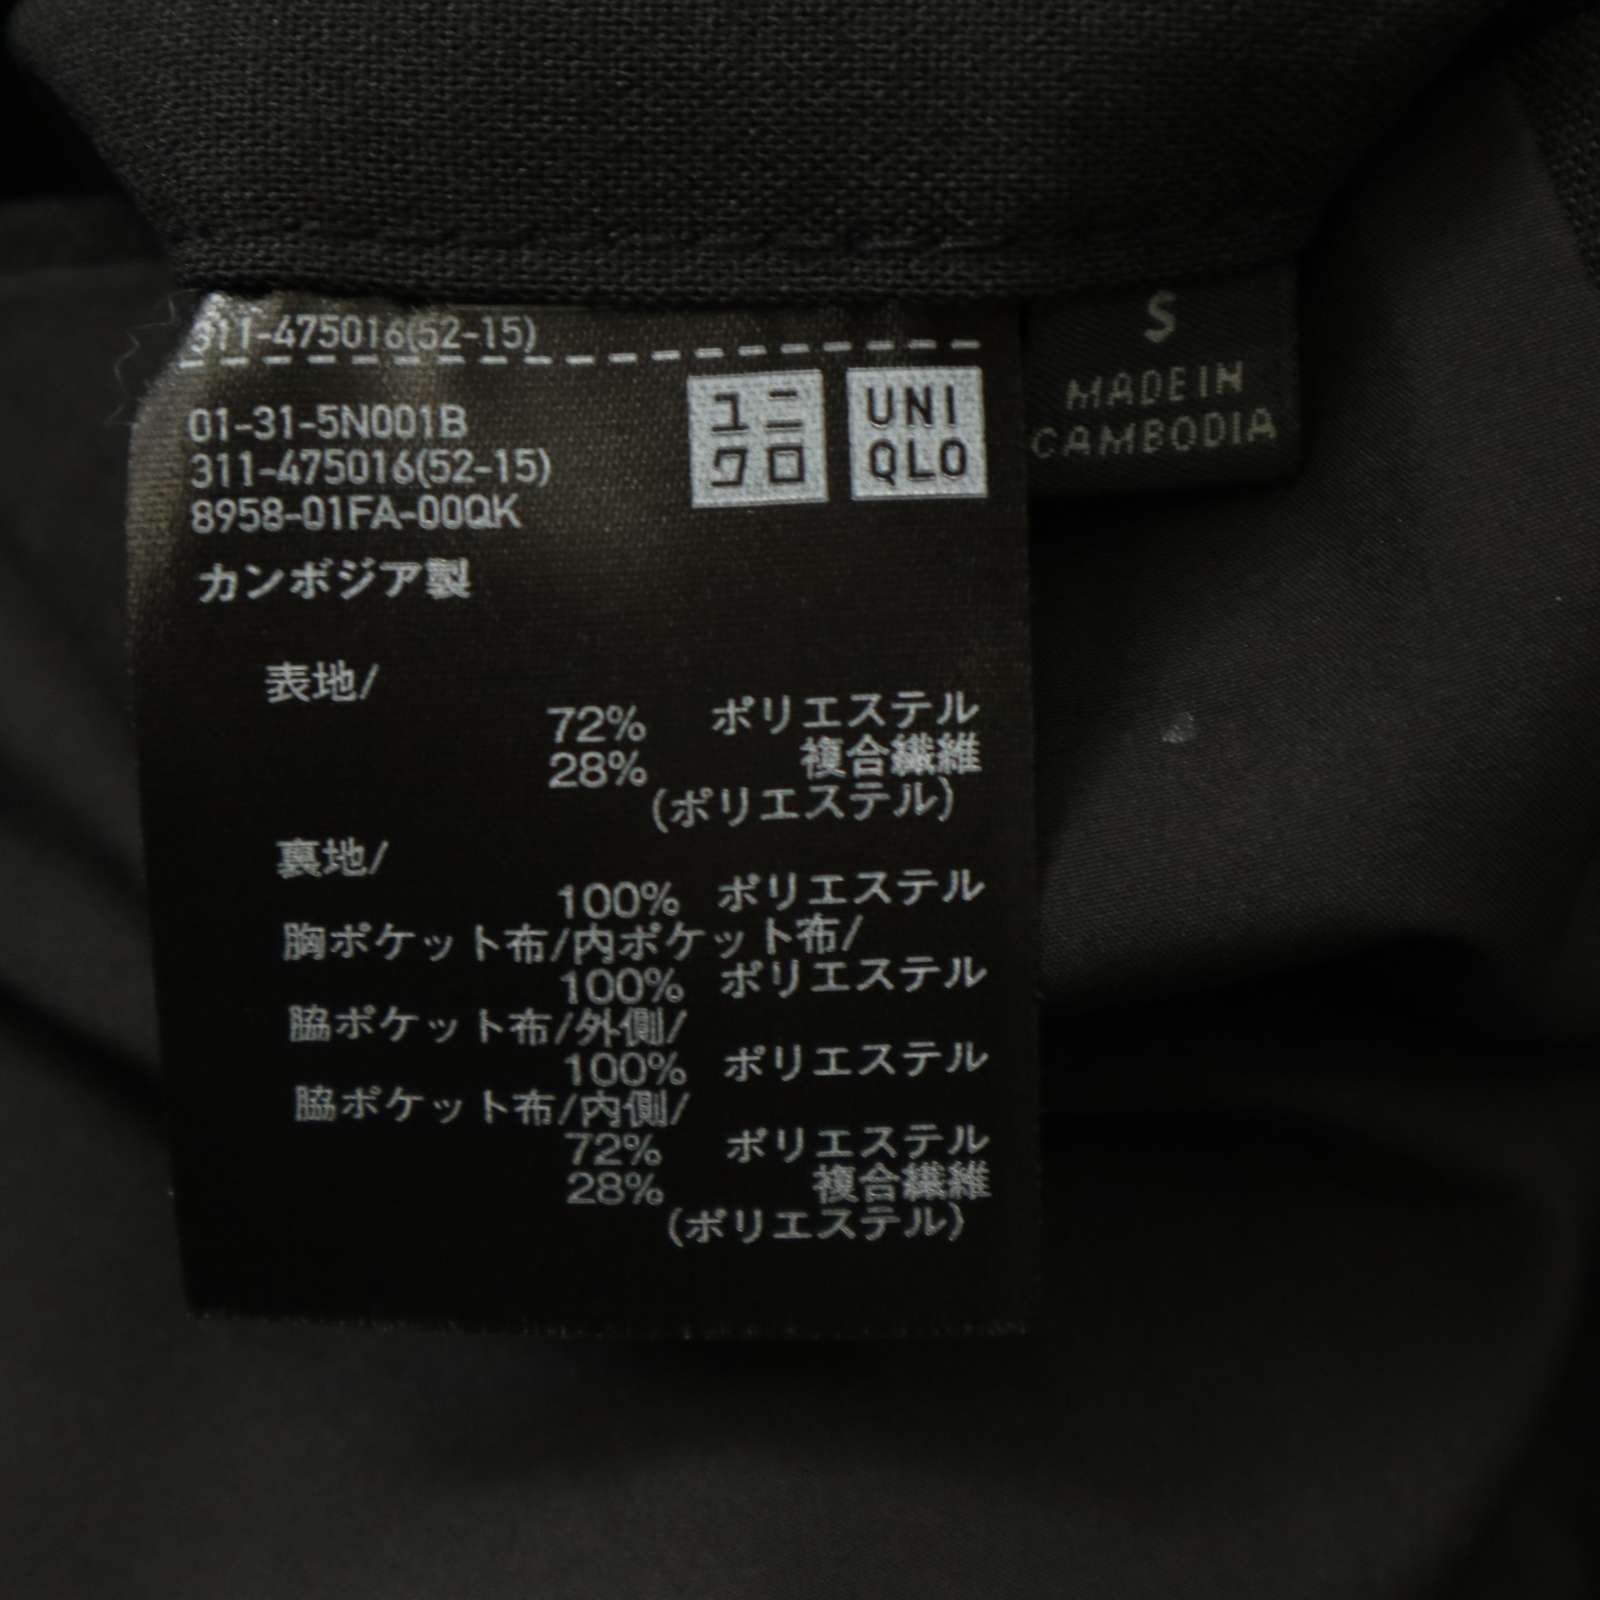 311-475016(52-15)
01-31-5N001B
311-475016(52-15)
8958-01FA-00QK
ユニ
クロ
UNI
QLO
S
MADE IN
CAMBODIA
カンボジア製
表地/
72% ポリエステル
28% 複合繊維
(ポリエステル)
裏地/
100% ポリエステル
胸ポケット布/内ポケット布/
100% ポリエステル
脇ポケット布/外側/
100% ポリエステル
脇ポケット布/内側/
72% ポリエステル
28% 複合繊維
(ポリエステル)